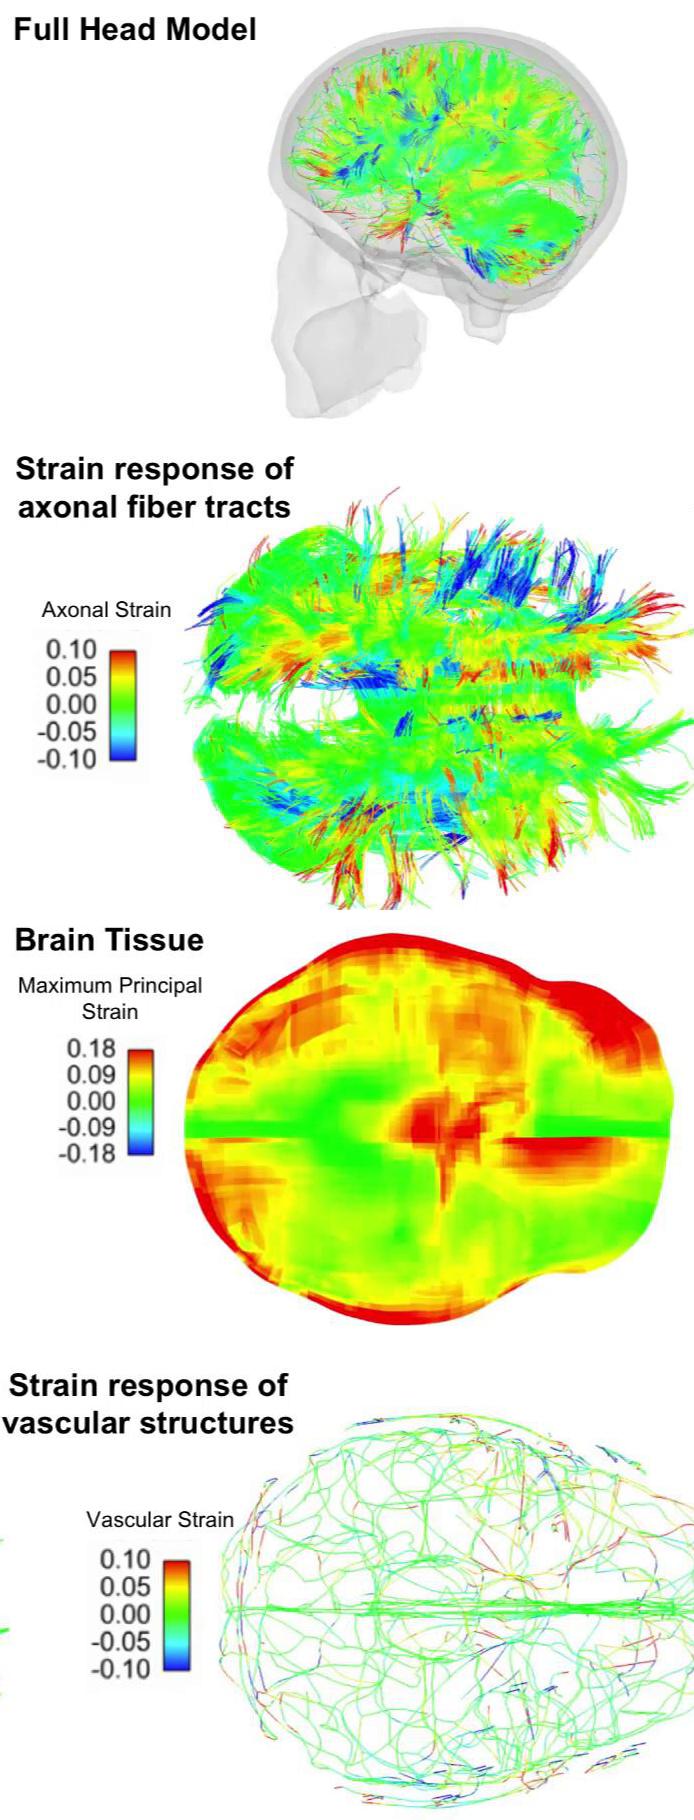 Full Head Model
Strain response of
axonal fiber tracts
Axonal Strain
0.10
0.05
0.00
-0.05
-0.10
Brain Tissue
Maximum Principal
Strain
0.18
0.09
0.00
-0.09
-0.18
Strain response of
vascular structures
Vascular Strain
0.10
0.05
0.00
-0.05
-0.10